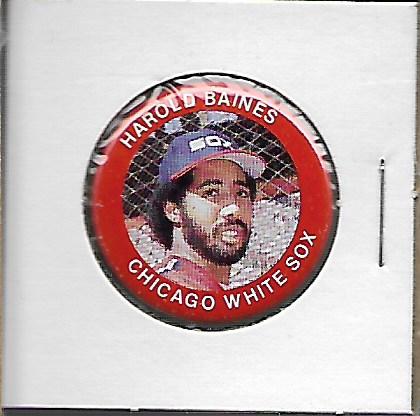 HAROLD BAINES
SOX
CHICAGO WHITE SOX